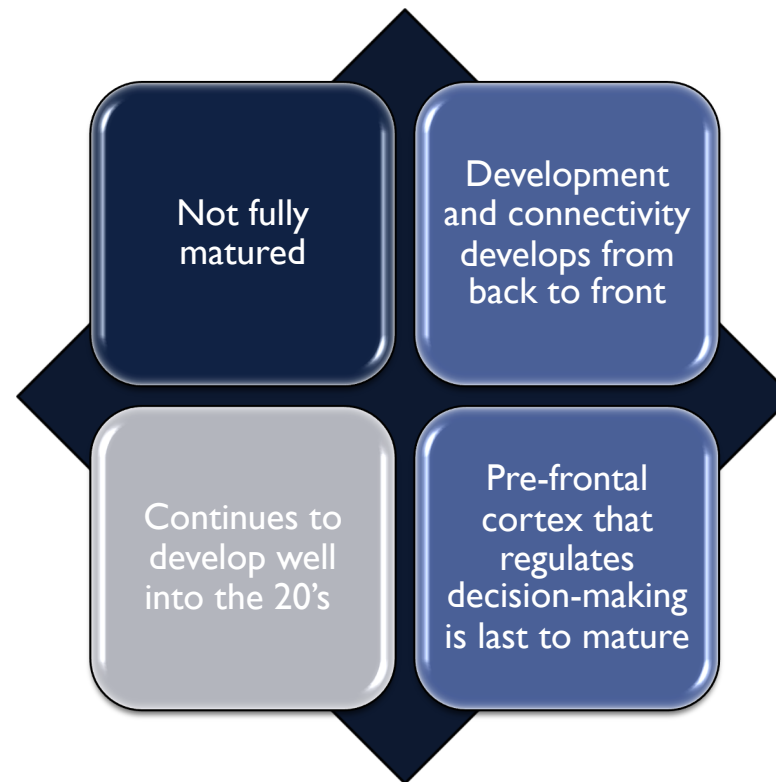 Not fully
matured
Development
and connectivity
develops from
back to front
Continues to
develop well
into the 20's
Pre-frontal
cortex that
regulates
decision-making
is last to mature